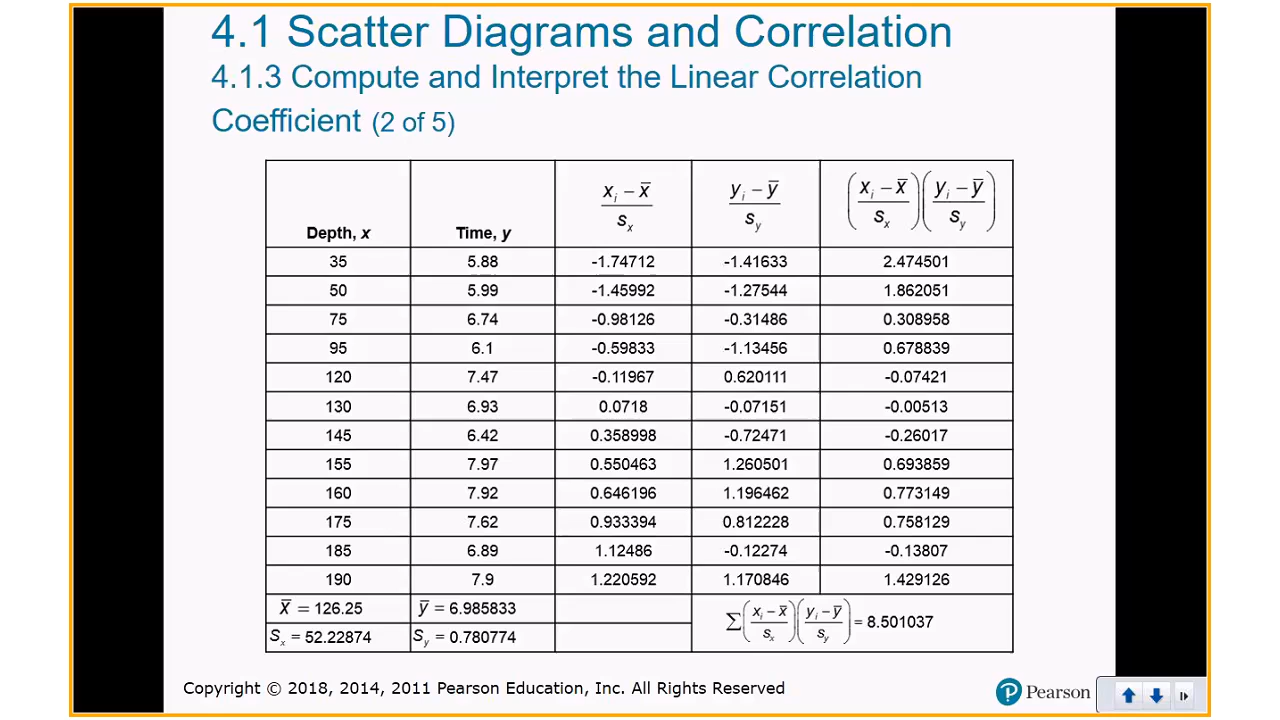 4.1 Scatter Diagrams and Correlation
4.1.3 Compute and Interpret the Linear Correlation
Coefficient (2 of 5)
Depth, x Time, y (xᵢ − x̄)/sₓ (yᵢ − ȳ)/s_y ((xᵢ − x̄)/sₓ)((yᵢ − ȳ)/s_y)
35 5.88 -1.74712 -1.41633 2.474501
50 5.99 -1.45992 -1.27544 1.862051
75 6.74 -0.98126 -0.31486 0.308958
95 6.1 -0.59833 -1.13456 0.678839
120 7.47 -0.11967 0.620111 -0.07421
130 6.93 0.0718 -0.07151 -0.00513
145 6.42 0.358998 -0.72471 -0.26017
155 7.97 0.550463 1.260501 0.693859
160 7.92 0.646196 1.196462 0.773149
175 7.62 0.933394 0.812228 0.758129
185 6.89 1.12486 -0.12274 -0.13807
190 7.9 1.220592 1.170846 1.429126
x̄ = 126.25 ȳ = 6.985833 ∑((xᵢ − x̄)/sₓ)((yᵢ − ȳ)/s_y) = 8.501037
Sₓ = 52.22874 S_y = 0.780774
Copyright © 2018, 2014, 2011 Pearson Education, Inc. All Rights Reserved
P Pearson